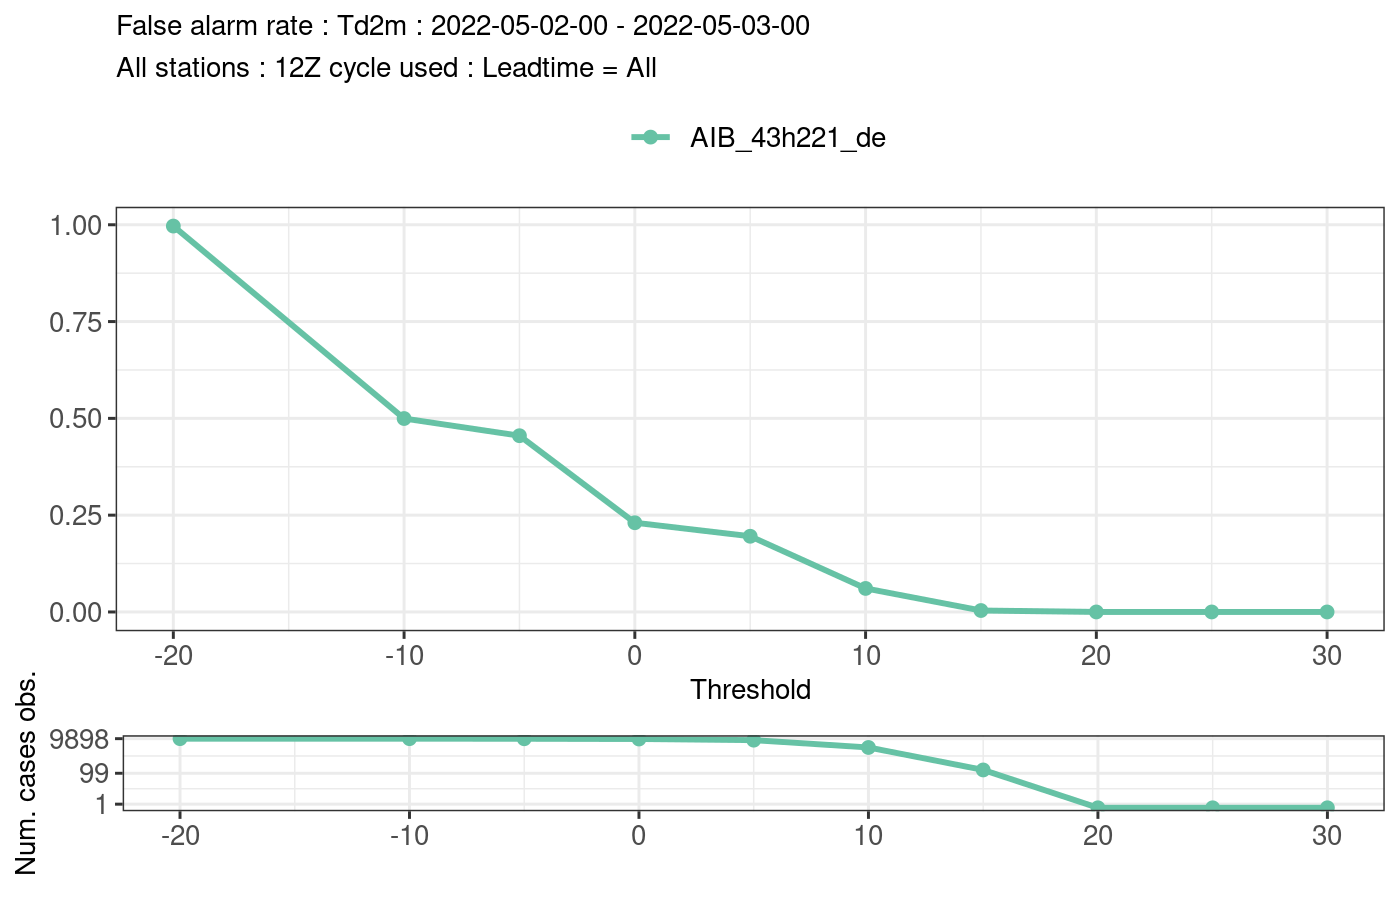 False alarm rate : Td2m : 2022-05-02-00 - 2022-05-03-00
All stations : 12Z cycle used : Leadtime = All
AIB_43h221_de
1.00
0.75
0.50
0.25
0.00
-20 -10 0 10 20 30
Threshold
Num. cases obs.
9898
99
1
-20 -10 0 10 20 30